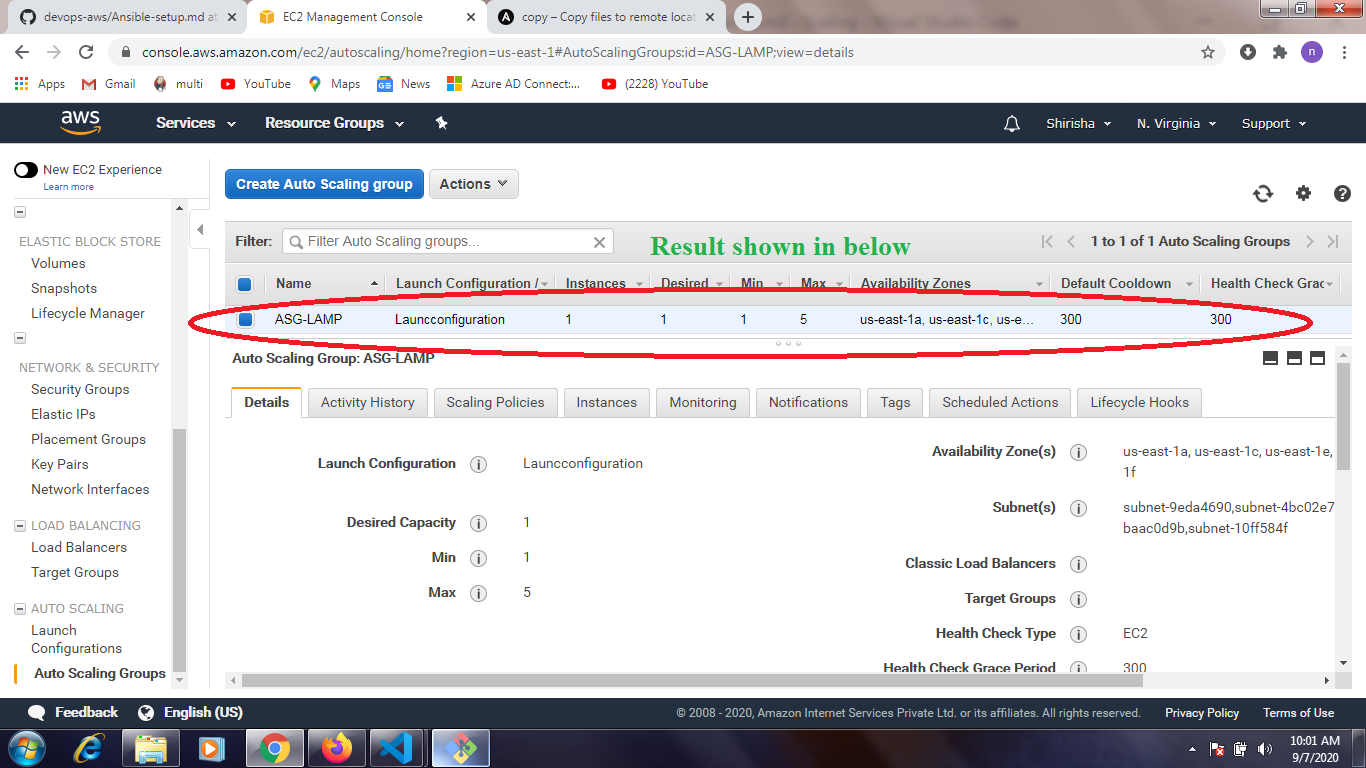 devops-aws/Ansible-setup.md at
EC2 Management Console
copy – Copy files to remote locat
console.aws.amazon.com/ec2/autoscaling/home?region=us-east-1#AutoScalingGroups:id=ASG-LAMP;view=details
n
Apps Gmail multi YouTube Maps News Azure AD Connect:... (2228) YouTube
aws Services Resource Groups Shirisha N. Virginia Support
New EC2 Experience
Learn more
Create Auto Scaling group Actions
ELASTIC BLOCK STORE
Volumes
Snapshots
Lifecycle Manager
NETWORK & SECURITY
Security Groups
Elastic IPs
Placement Groups
Key Pairs
Network Interfaces
LOAD BALANCING
Load Balancers
Target Groups
AUTO SCALING
Launch
Configurations
Auto Scaling Groups
Filter: Filter Auto Scaling groups... Result shown in below 1 to 1 of 1 Auto Scaling Groups
Name Launch Configuration / Instances Desired Min Max Availability Zones Default Cooldown Health Check Grac
ASG-LAMP Launcconfiguration 1 1 1 5 us-east-1a, us-east-1c, us-e... 300 300
Auto Scaling Group: ASG-LAMP
Details Activity History Scaling Policies Instances Monitoring Notifications Tags Scheduled Actions Lifecycle Hooks
Launch Configuration Launcconfiguration
Desired Capacity 1
Min 1
Max 5
Availability Zone(s) us-east-1a, us-east-1c, us-east-1e,
1f
Subnet(s) subnet-9eda4690,subnet-4bc02e7
baac0d9b,subnet-10ff584f
Classic Load Balancers
Target Groups
Health Check Type EC2
Health Check Grace Period 300
Feedback English (US) © 2008 - 2020, Amazon Internet Services Private Ltd. or its affiliates. All rights reserved. Privacy Policy Terms of Use
10:01 AM
9/7/2020